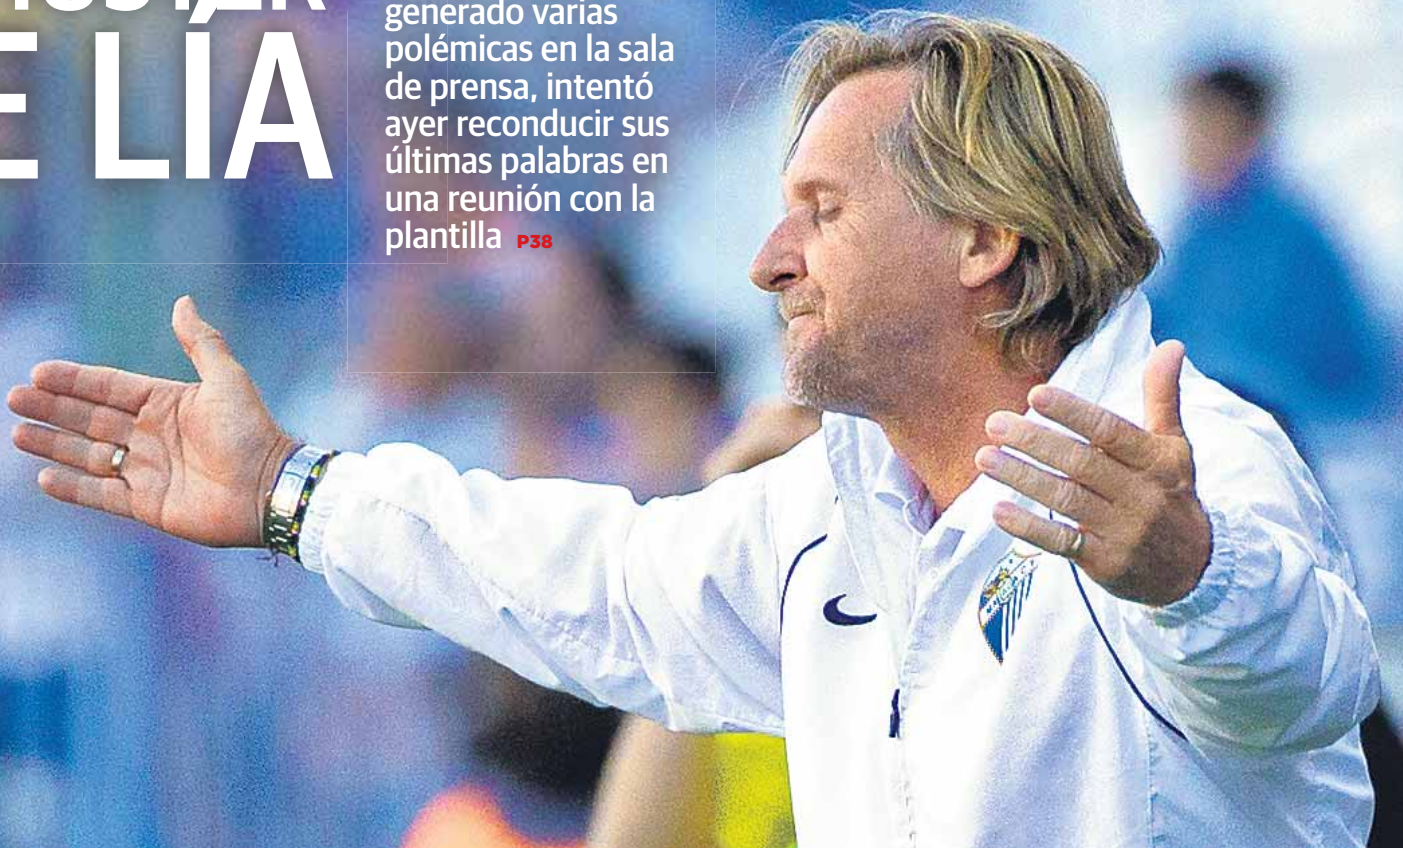 USTER
E LÍA
generado varias
polémicas en la sala
de prensa, intentó
ayer reconducir sus
últimas palabras en
una reunión con la
plantilla P38